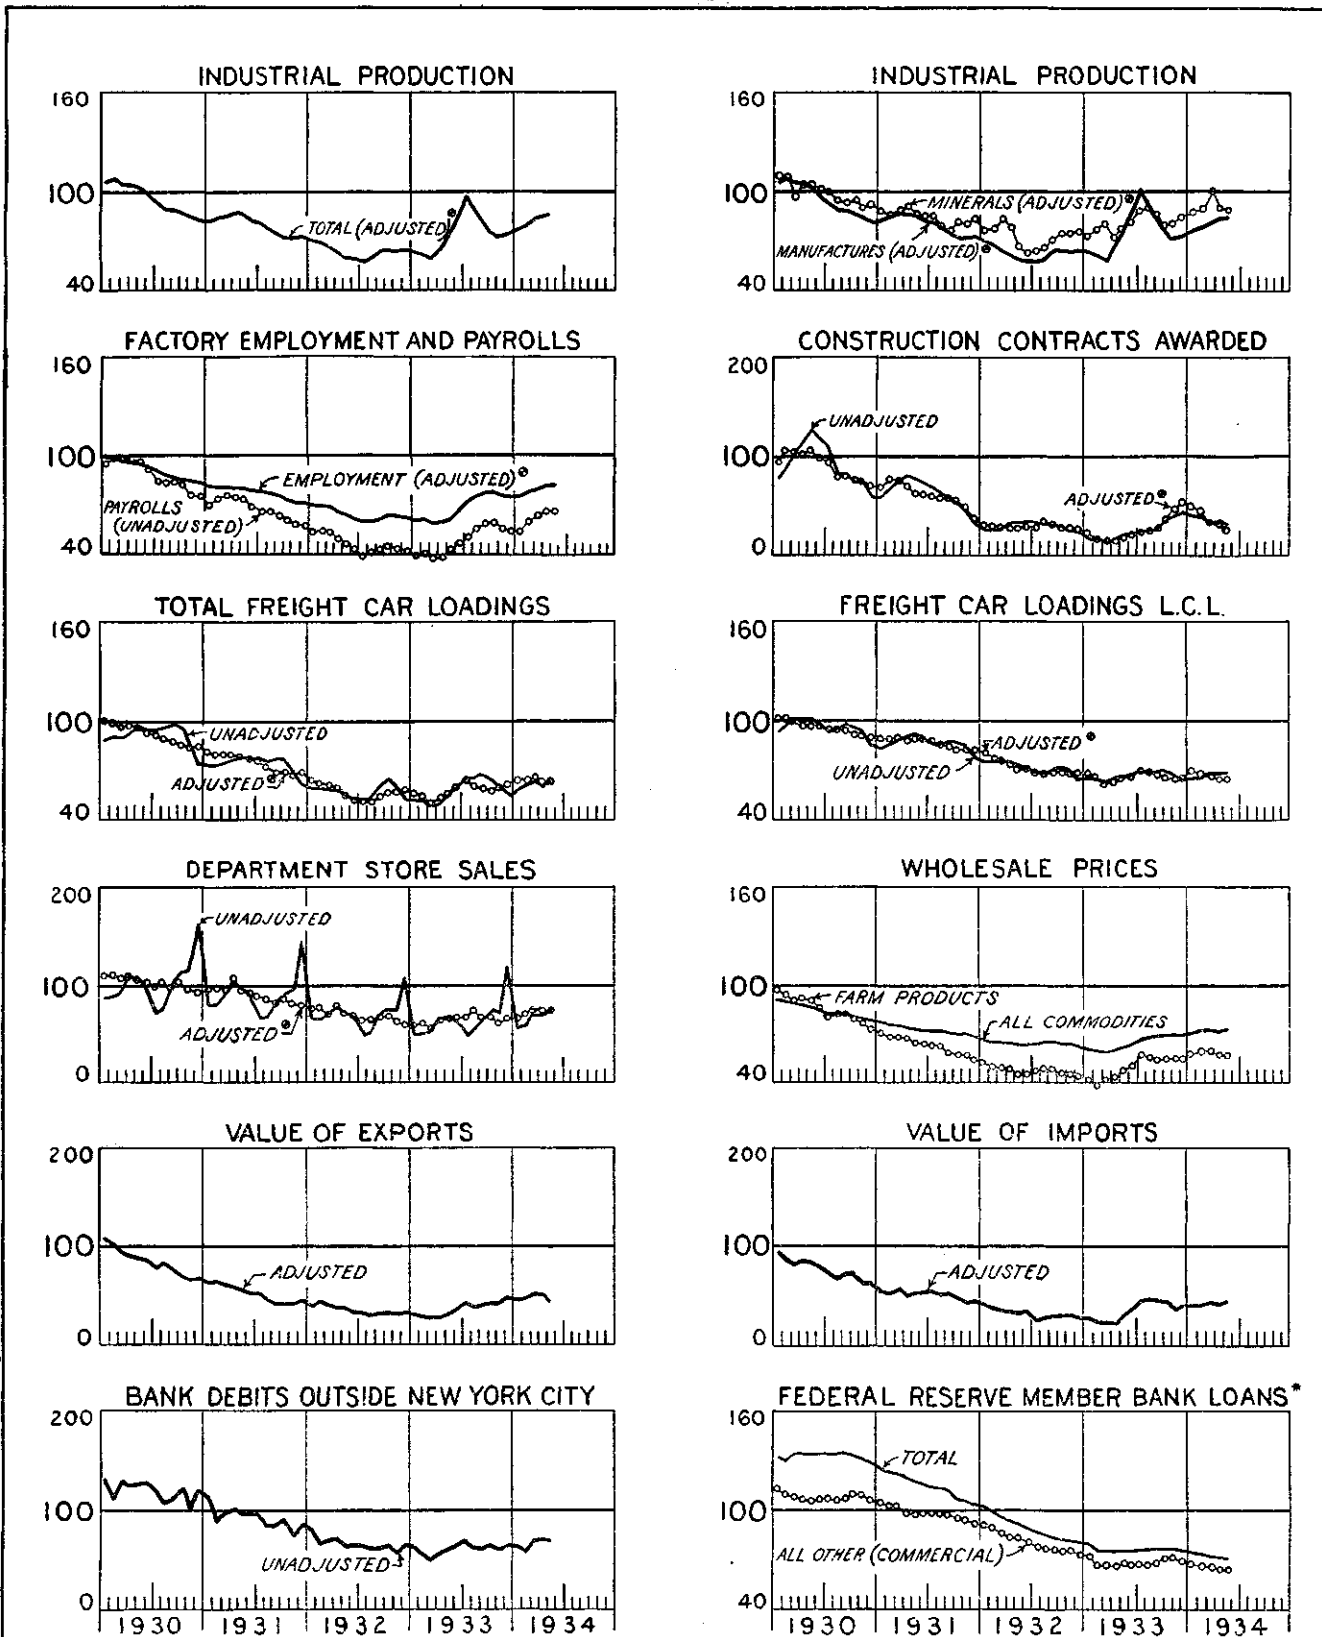 INDUSTRIAL PRODUCTION
160
100
40
TOTAL (ADJUSTED)
INDUSTRIAL PRODUCTION
160
100
40
MINERALS (ADJUSTED)
MANUFACTURES (ADJUSTED)
FACTORY EMPLOYMENT AND PAYROLLS
160
100
40
EMPLOYMENT (ADJUSTED)
PAYROLLS
(UNADJUSTED)
CONSTRUCTION CONTRACTS AWARDED
200
100
0
UNADJUSTED
ADJUSTED
TOTAL FREIGHT CAR LOADINGS
160
100
40
UNADJUSTED
ADJUSTED
FREIGHT CAR LOADINGS L.C.L.
160
100
40
ADJUSTED
UNADJUSTED
DEPARTMENT STORE SALES
200
100
0
UNADJUSTED
ADJUSTED
WHOLESALE PRICES
160
100
40
FARM PRODUCTS
ALL COMMODITIES
VALUE OF EXPORTS
200
100
0
ADJUSTED
VALUE OF IMPORTS
200
100
0
ADJUSTED
BANK DEBITS OUTSIDE NEW YORK CITY
200
100
0
UNADJUSTED
1930 1931 1932 1933 1934
FEDERAL RESERVE MEMBER BANK LOANS*
160
100
40
TOTAL
ALL OTHER (COMMERCIAL)
1930 1931 1932 1933 1934